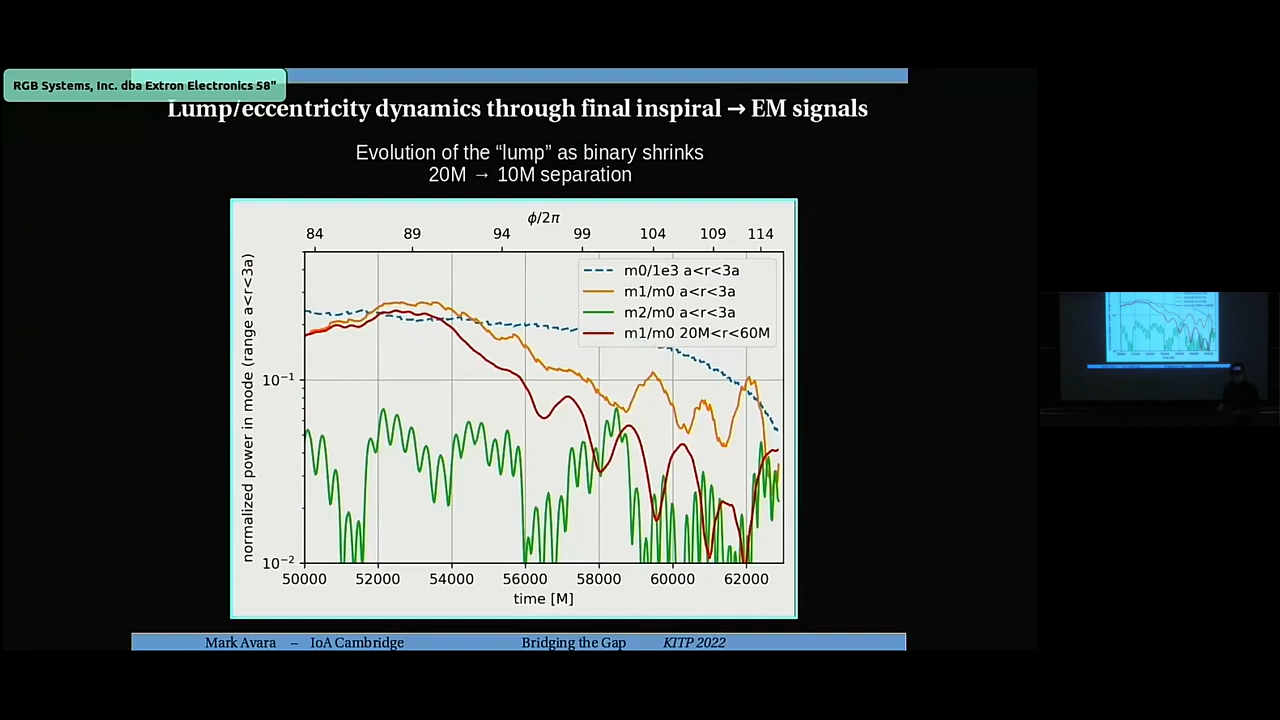 RGB Systems, Inc. dba Extron Electronics 58"
Lump/eccentricity dynamics through final inspiral → EM signals
Evolution of the “lump” as binary shrinks
20M → 10M separation
ϕ/2π
84 89 94 99 104 109 114
normalized power in mode (range a<r<3a)
m0/1e3 a<r<3a
m1/m0 a<r<3a
m2/m0 a<r<3a
m1/m0 20M<r<60M
10⁻¹
10⁻²
50000 52000 54000 56000 58000 60000 62000
time [M]
Mark Avara – IoA Cambridge Bridging the Gap KITP 2022